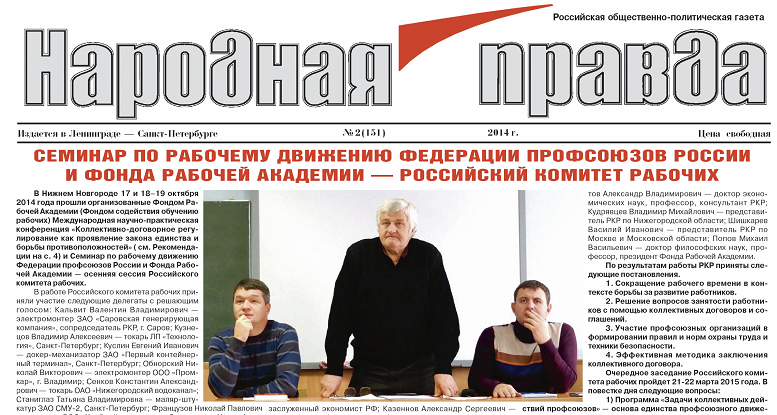 Российская общественно-политическая газета
Народная правда
Издается в Ленинграде — Санкт-Петербурге № 2 (151) 2014 г. Цена свободная
СЕМИНАР ПО РАБОЧЕМУ ДВИЖЕНИЮ ФЕДЕРАЦИИ ПРОФСОЮЗОВ РОССИИ
И ФОНДА РАБОЧЕЙ АКАДЕМИИ — РОССИЙСКИЙ КОМИТЕТ РАБОЧИХ
В Нижнем Новгороде 17 и 18–19 октября
2014 года прошли организованные Фондом Ра-
бочей Академии (Фондом содействия обучению
рабочих) Международная научно-практическая
конференция «Коллективно-договорное регу-
лирование как проявление закона единства и
борьбы противоположностей» ( см. Рекоменда-
ции на с. 4) и Семинар по рабочему движению
Федерации профсоюзов России и Фонда Рабо-
чей Академии — осенняя сессия Российского
комитета рабочих.
В работе Российского комитета рабочих при-
няли участие следующие делегаты с решающим
голосом: Кальвит Валентин Владимирович —
электромонтер ЗАО «Саровская генерирующая
компания», сопредседатель РКР, г. Саров; Кузне-
цов Владимир Алексеевич — токарь ЛП «Техноло-
гия», Санкт-Петербург; Куспин Евгений Иванович
— докер-механизатор ЗАО «Первый контейнер-
ный терминал», Санкт-Петербург; Обнорский Ни-
колай Викторович — электромонтер ООО «Пром-
кар», г. Владимир; Сенков Константин Александ-
рович — токарь ОАО «Нижегородский водоканал»;
Станиглаз Татьяна Владимировна — маляр-штук-
катур ЗАО СМУ-2, Санкт-Петербург; Французов Николай Павлович
заслуженный экономист РФ; Казеннов Александр Сергеевич —
тов Александр Владимирович — доктор эконо-
мических наук, профессор, консультант РКР;
Кудрявцев Владимир Михайлович — представи-
тель РКР по Нижегородской области; Шишкарев
Василий Иванович — представитель РКР по
Москве и Московской области; Попов Михаил
Васильевич — доктор философских наук, про-
фессор, президент Фонда Рабочей Академии.
По результатам работы РКР приняты сле-
дующие постановления.
1. Сокращение рабочего времени в кон-
тексте борьбы за развитие работников.
2. Решение вопросов занятости работни-
ков с помощью коллективных договоров и со-
глашений.
3. Участие профсоюзных организаций в
формировании правил и норм охраны труда и
техники безопасности.
4. Эффективная методика заключения
коллективного договора.
Очередное заседание Российского коми-
тета рабочих пройдет 21-22 марта 2015 года. В
повестке дня следующие вопросы:
1) Программа «Задачи коллективных дей-
ствий профсоюзов — основа единства профсоюзного движе-